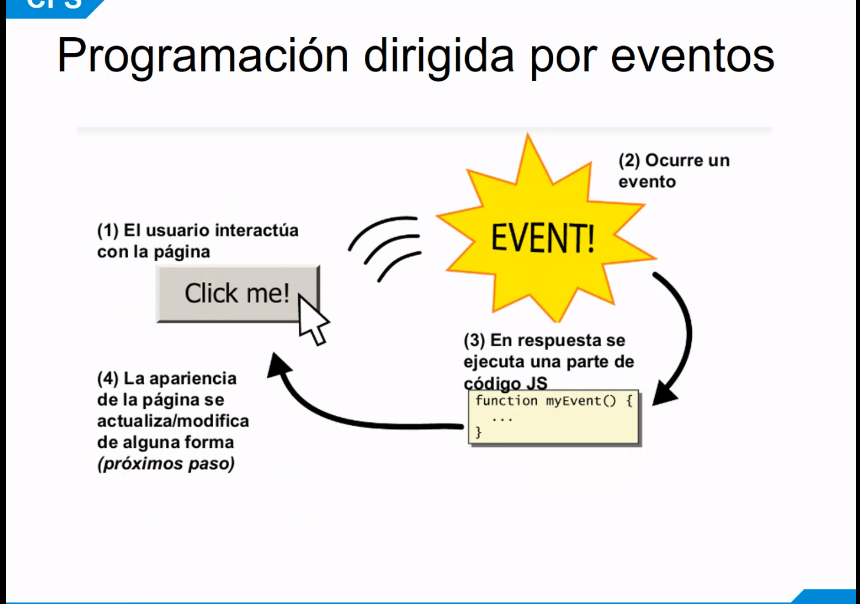 Programación dirigida por eventos
(1) El usuario interactúa
con la página
Click me!
EVENT!
(2) Ocurre un
evento
(3) En respuesta se
ejecuta una parte de
código JS
function myEvent() {
...
}
(4) La apariencia
de la página se
actualiza/modifica
de alguna forma
(próximos paso)